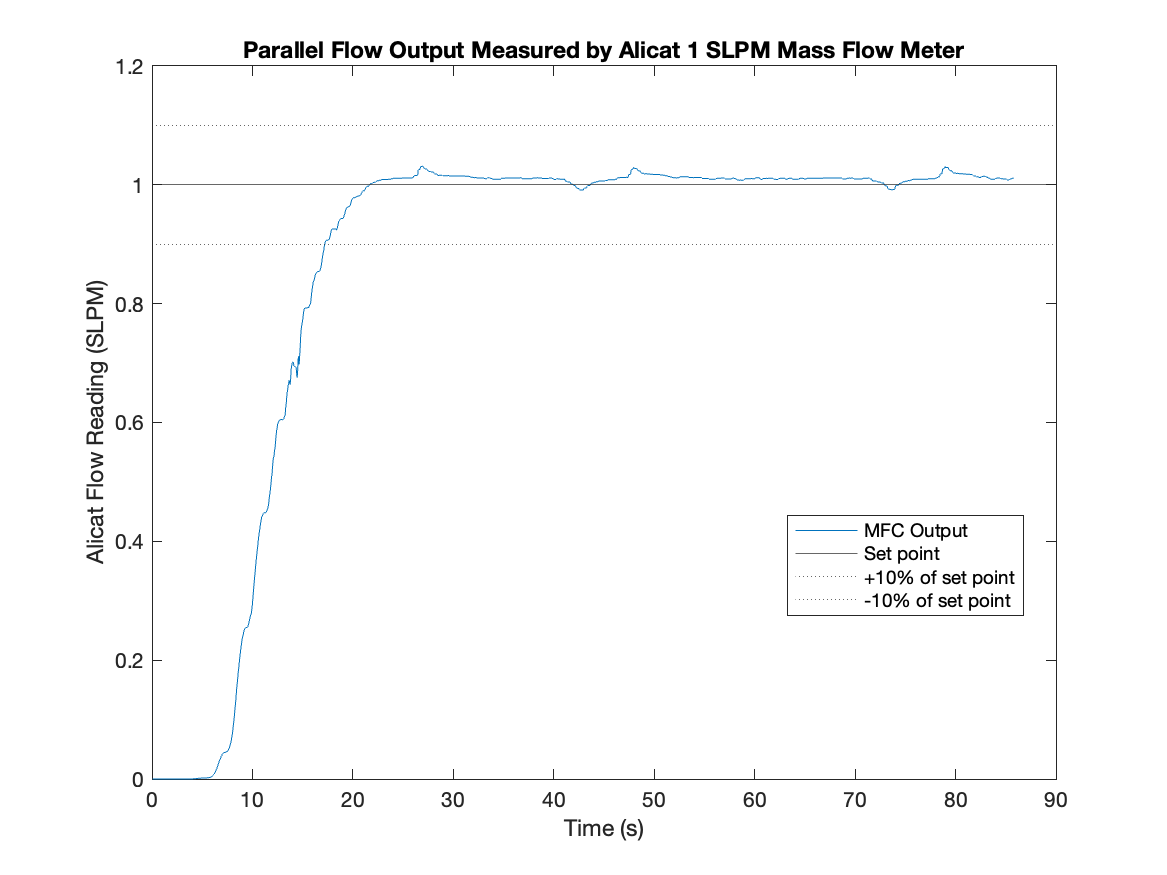 Parallel Flow Output Measured by Alicat 1 SLPM Mass Flow Meter
1.2
1
0.8
0.6
0.4
0.2
0
Alicat Flow Reading (SLPM)
MFC Output
Set point
+10% of set point
-10% of set point
0 10 20 30 40 50 60 70 80 90
Time (s)